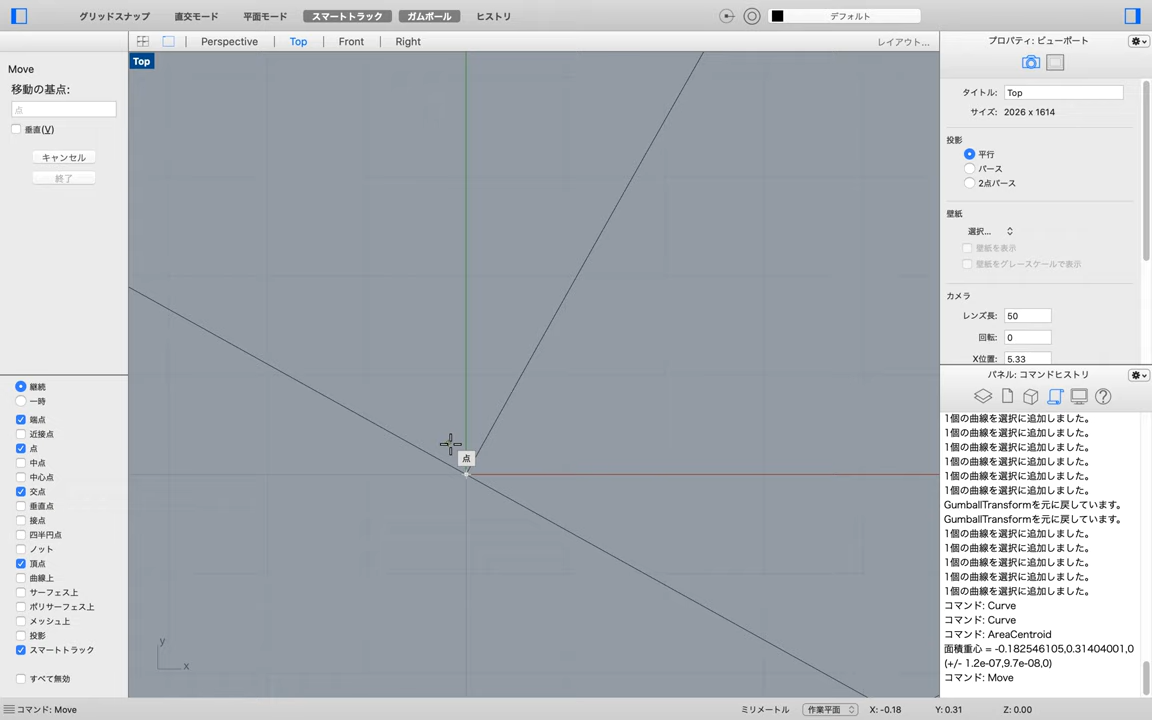 グリッドスナップ 直交モード 平面モード スマートトラック ガムボール ヒストリ デフォルト
Perspective Top Front Right レイアウト...
プロパティ: ビューポート
Top
Move
移動の基点:
点
垂直(V)
キャンセル
終了
点
y
x
継続
一時
端点
近接点
点
中点
中心点
交点
垂直点
接点
四半円点
ノット
頂点
曲線上
サーフェス上
ポリサーフェス上
メッシュ上
投影
スマートトラック
すべて無効
タイトル: Top
サイズ: 2026 x 1614
投影
平行
パース
2点パース
壁紙
選択...
壁紙を表示
壁紙をグレースケールで表示
カメラ
レンズ長: 50
回転: 0
X位置: 5.33
パネル: コマンドヒストリ
1個の曲線を選択に追加しました。
1個の曲線を選択に追加しました。
1個の曲線を選択に追加しました。
1個の曲線を選択に追加しました。
1個の曲線を選択に追加しました。
1個の曲線を選択に追加しました。
GumballTransformを元に戻しています。
GumballTransformを元に戻しています。
1個の曲線を選択に追加しました。
1個の曲線を選択に追加しました。
1個の曲線を選択に追加しました。
1個の曲線を選択に追加しました。
1個の曲線を選択に追加しました。
コマンド: Curve
コマンド: Curve
コマンド: AreaCentroid
面積重心 = -0.182546105,0.31404001,0
(+/- 1.2e-07,9.7e-08,0)
コマンド: Move
コマンド: Move ミリメートル 作業平面 X: -0.18 Y: 0.31 Z: 0.00